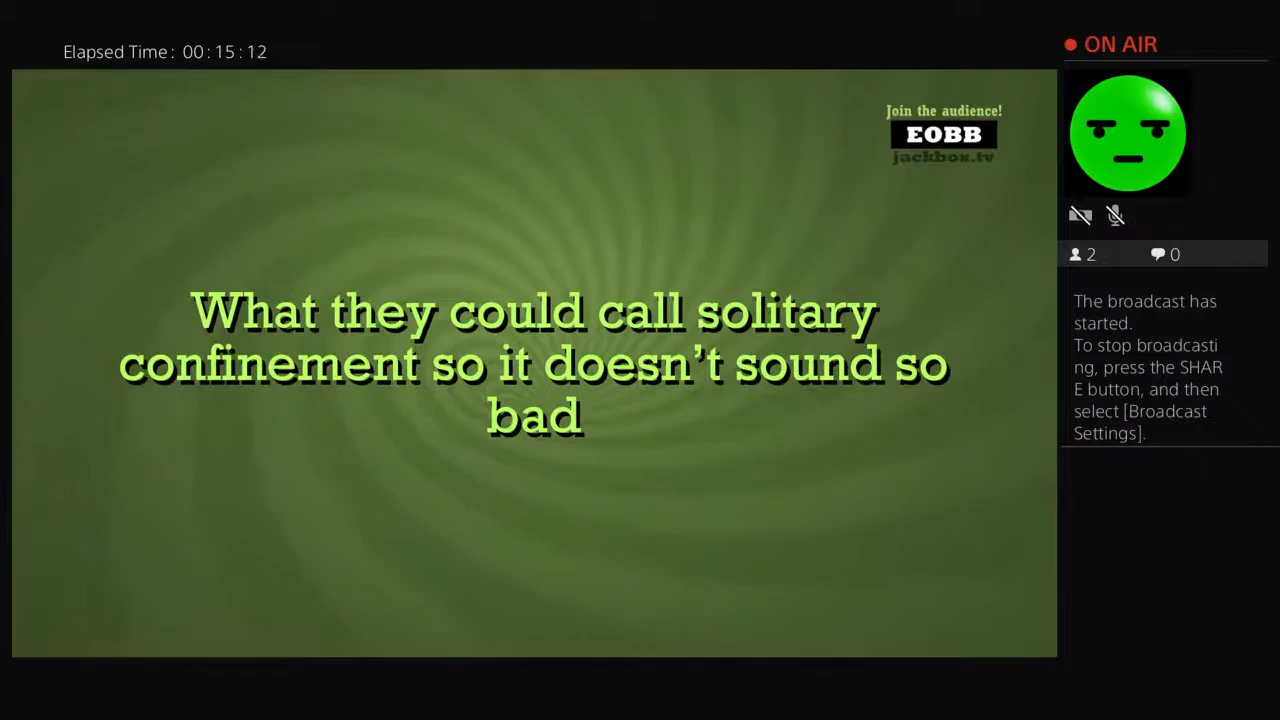 Elapsed Time: 00:15:12
ON AIR
Join the audience!
EOBB
jackbox.tv
2
0
The broadcast has
started.
To stop broadcasti
ng, press the SHAR
E button, and then
select [Broadcast
Settings].
What they could call solitary
confinement so it doesn't sound so
bad